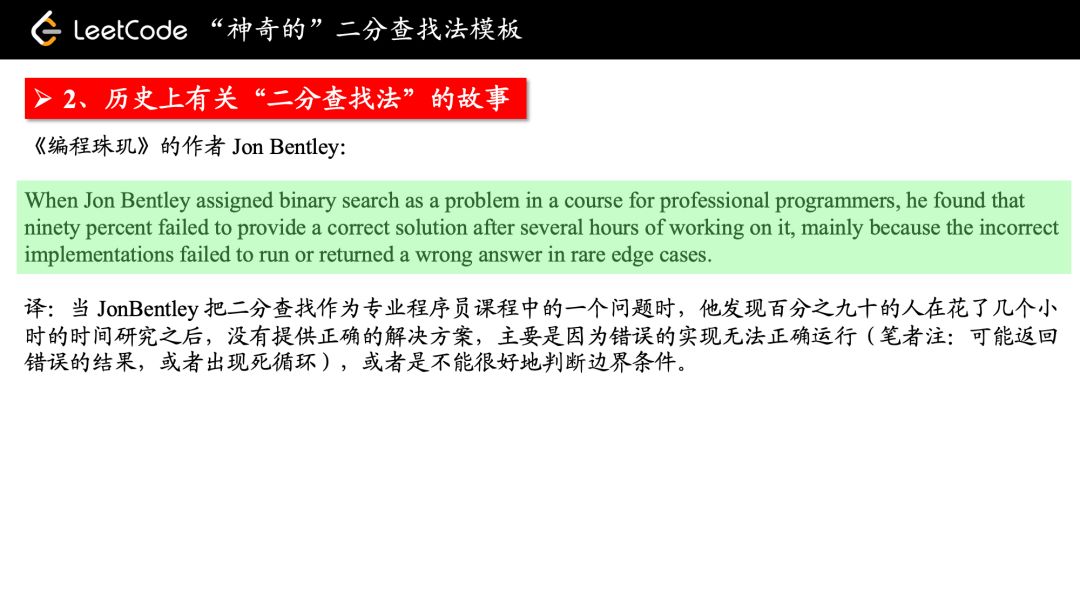 LeetCode “神奇的”二分查找法模板
➢ 2、历史上有关“二分查找法”的故事
《编程珠玑》的作者 Jon Bentley:
When Jon Bentley assigned binary search as a problem in a course for professional programmers, he found that
ninety percent failed to provide a correct solution after several hours of working on it, mainly because the incorrect
implementations failed to run or returned a wrong answer in rare edge cases.
译：当 JonBentley 把二分查找作为专业程序员课程中的一个问题时，他发现百分之九十的人在花了几个小
时的时间研究之后，没有提供正确的解决方案，主要是因为错误的实现无法正确运行（笔者注：可能返回
错误的结果，或者出现死循环），或者是不能很好地判断边界条件。